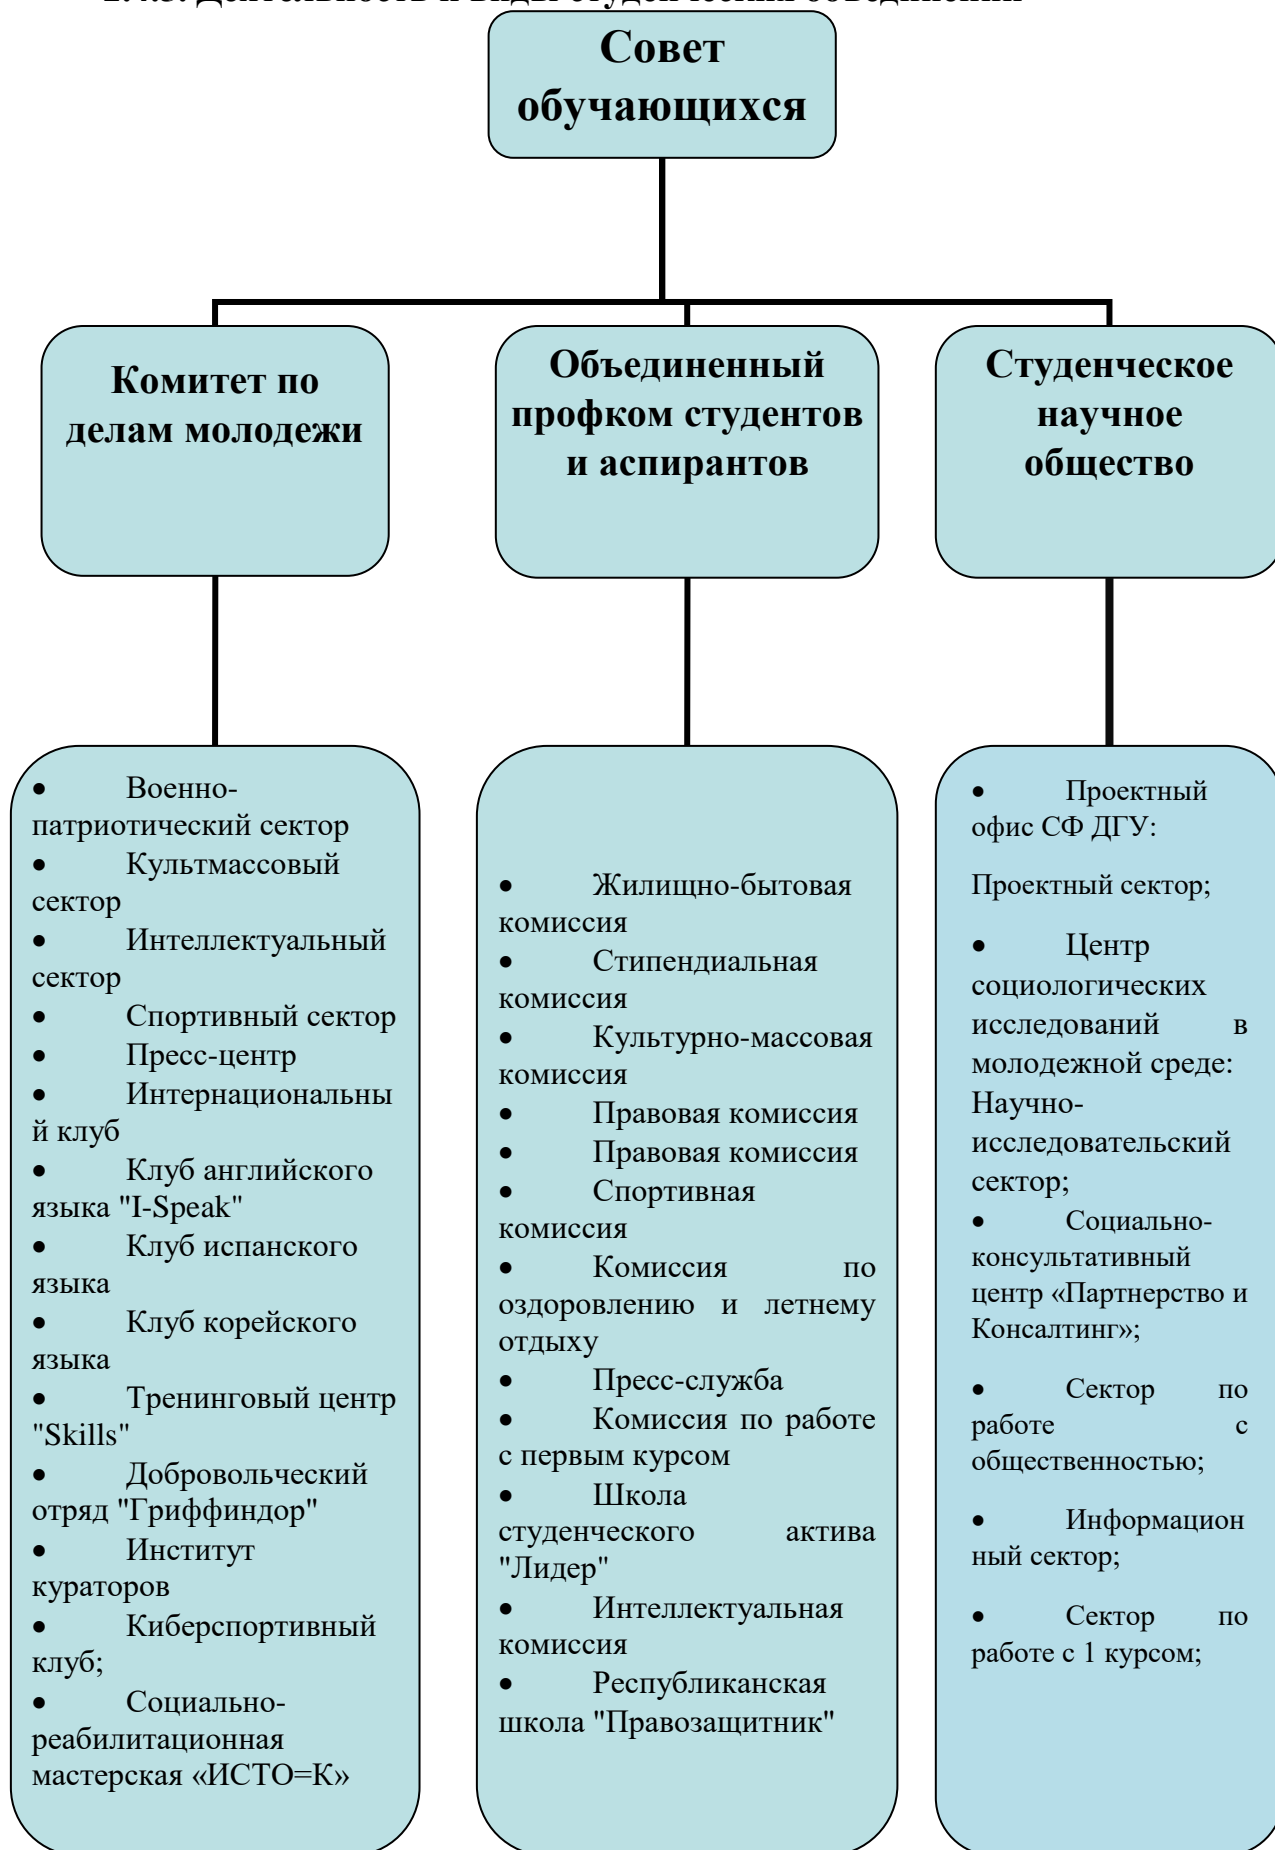 Совет
обучающихся
Комитет по
делам молодежи
Объединенный
профком студентов
и аспирантов
Студенческое
научное
общество
• Военно-
патриотический сектор
• Культмассовый
сектор
• Интеллектуальный
сектор
• Спортивный сектор
• Пресс-центр
• Интернациональны
й клуб
• Клуб английского
языка "I-Speak"
• Клуб испанского
языка
• Клуб корейского
языка
• Тренинговый центр
"Skills"
• Добровольческий
отряд "Гриффиндор"
• Институт
кураторов
• Киберспортивный
клуб;
• Социально-
реабилитационная
мастерская «ИСТО=К»
• Жилищно-бытовая
комиссия
• Стипендиальная
комиссия
• Культурно-массовая
комиссия
• Правовая комиссия
• Правовая комиссия
• Спортивная
комиссия
• Комиссия по
оздоровлению и летнему
отдыху
• Пресс-служба
• Комиссия по работе
с первым курсом
• Школа
студенческого актива
"Лидер"
• Интеллектуальная
комиссия
• Республиканская
школа "Правозащитник"
• Проектный
офис СФ ДГУ:
Проектный сектор;
• Центр
социологических
исследований в
молодежной среде:
Научно-
исследовательский
сектор;
• Социально-
консультативный
центр «Партнерство и
Консалтинг»;
• Сектор по
работе с
общественностью;
• Информацион
ный сектор;
• Сектор по
работе с 1 курсом;